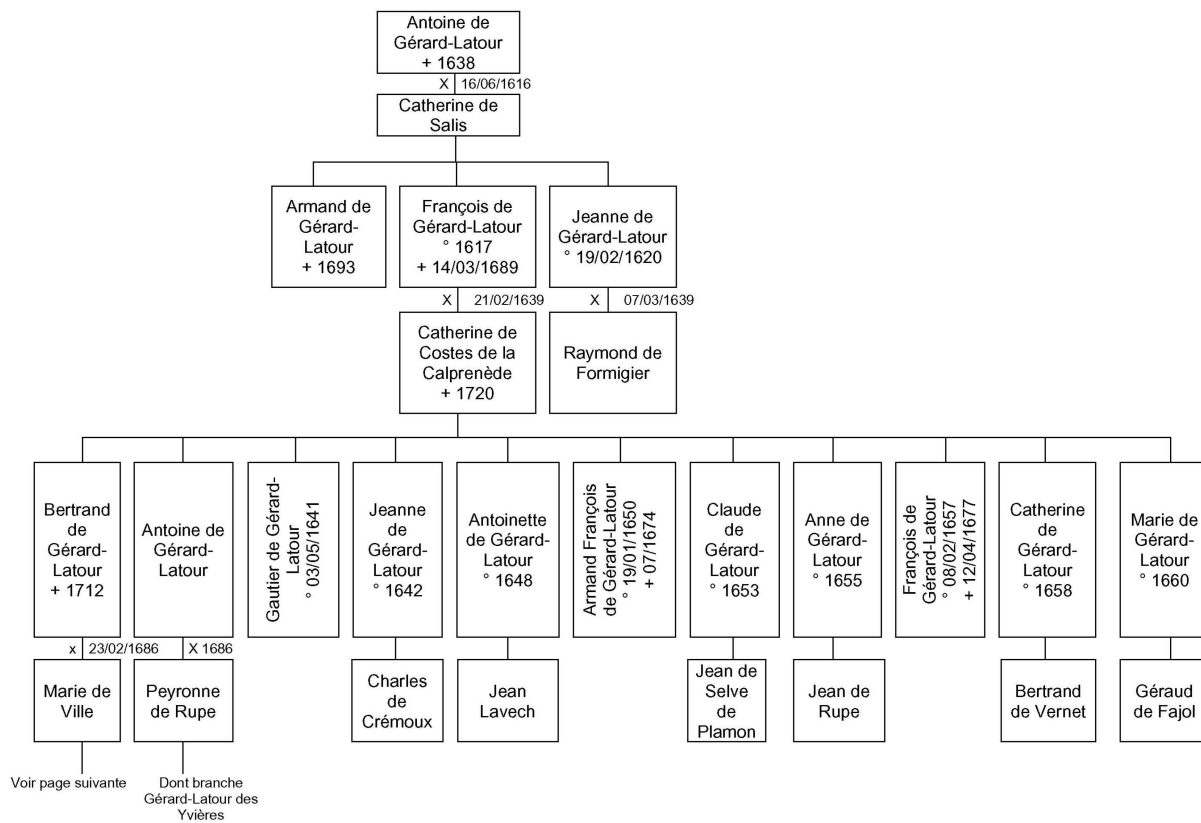 Antoine de
Gérard-Latour
+ 1638
X 16/06/1616
Catherine de
Salis
Armand de
Gérard-
Latour
+ 1693
François de
Gérard-Latour
° 1617
+ 14/03/1689
Jeanne de
Gérard-Latour
° 19/02/1620
X 21/02/1639
X 07/03/1639
Catherine de
Costes de la
Calprenède
+ 1720
Raymond de
Formigier
Bertrand
de
Gérard-
Latour
+ 1712
Antoine de
Gérard-
Latour
Gautier de Gérard-
Latour
° 03/05/1641
Jeanne
de
Gérard-
Latour
° 1642
Antoinette
de Gérard-
Latour
° 1648
Armand François
de Gérard-Latour
° 19/01/1650
+ 07/1674
Claude
de
Gérard-
Latour
° 1653
Anne de
Gérard-
Latour
° 1655
François de
Gérard-Latour
° 08/02/1657
+ 12/04/1677
Catherine
de
Gérard-
Latour
° 1658
Marie de
Gérard-
Latour
° 1660
x 23/02/1686
X 1686
Marie de
Ville
Peyronne
de Rupe
Charles
de
Crémoux
Jean
Lavech
Jean de
Selve
de
Plamon
Jean de
Rupe
Bertrand
de Vernet
Géraud
de Fajol
Voir page suivante
Dont branche
Gérard-Latour des
Yvières